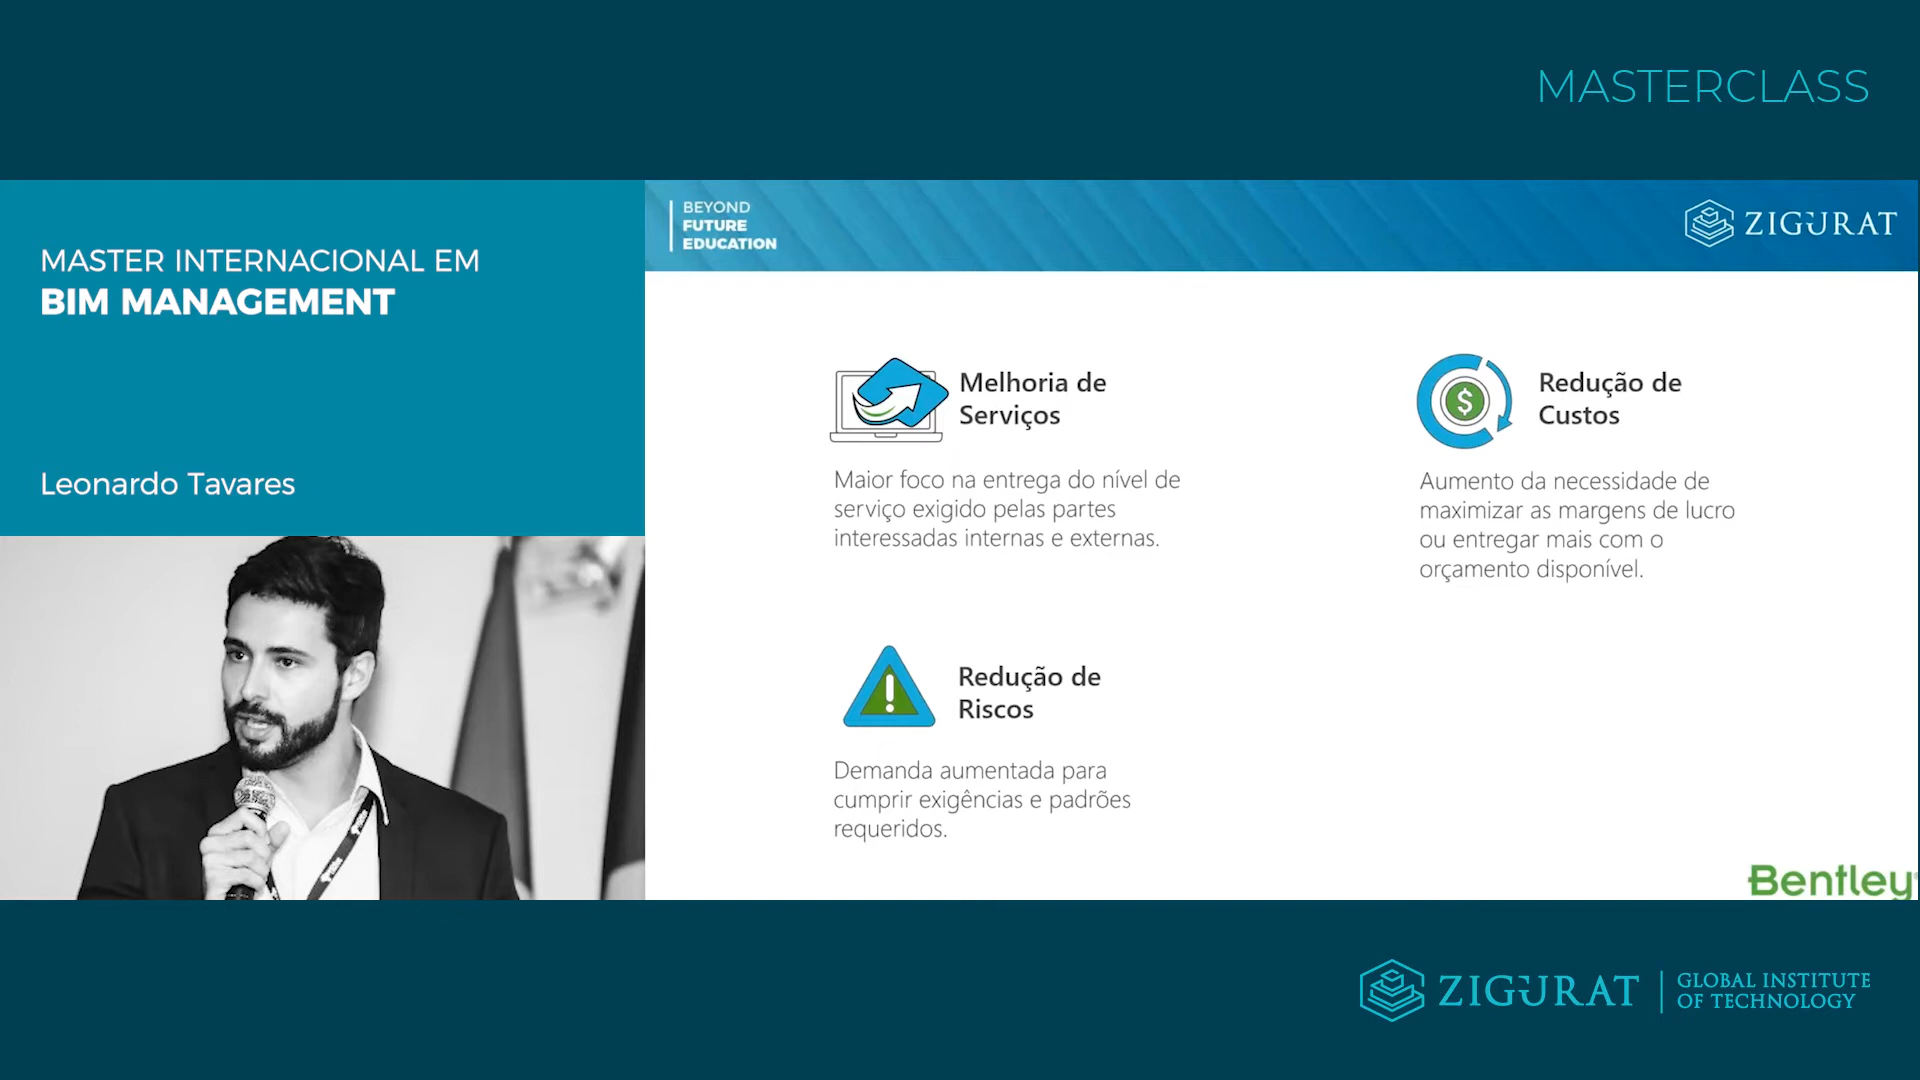 MASTERCLASS
MASTER INTERNACIONAL EM
BIM MANAGEMENT
Leonardo Tavares
BEYOND
FUTURE
EDUCATION
ZIGURAT
Melhoria de
Serviços
Maior foco na entrega do nível de
serviço exigido pelas partes
interessadas internas e externas.
Redução de
Custos
$
Aumento da necessidade de
maximizar as margens de lucro
ou entregar mais com o
orçamento disponível.
!
Redução de
Riscos
Demanda aumentada para
cumprir exigências e padrões
requeridos.
Bentley
ZIGURAT
GLOBAL INSTITUTE
OF TECHNOLOGY